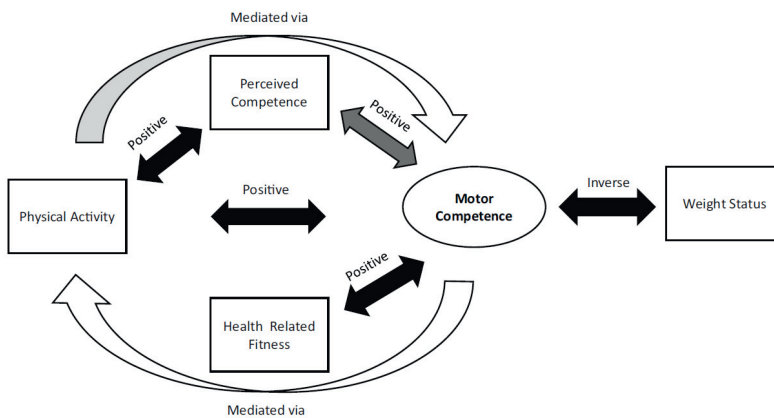 Mediated via
Perceived
Competence
Positive
Positive
Physical Activity
Positive
Motor
Competence
Inverse
Weight Status
Positive
Health Related
Fitness
Mediated via